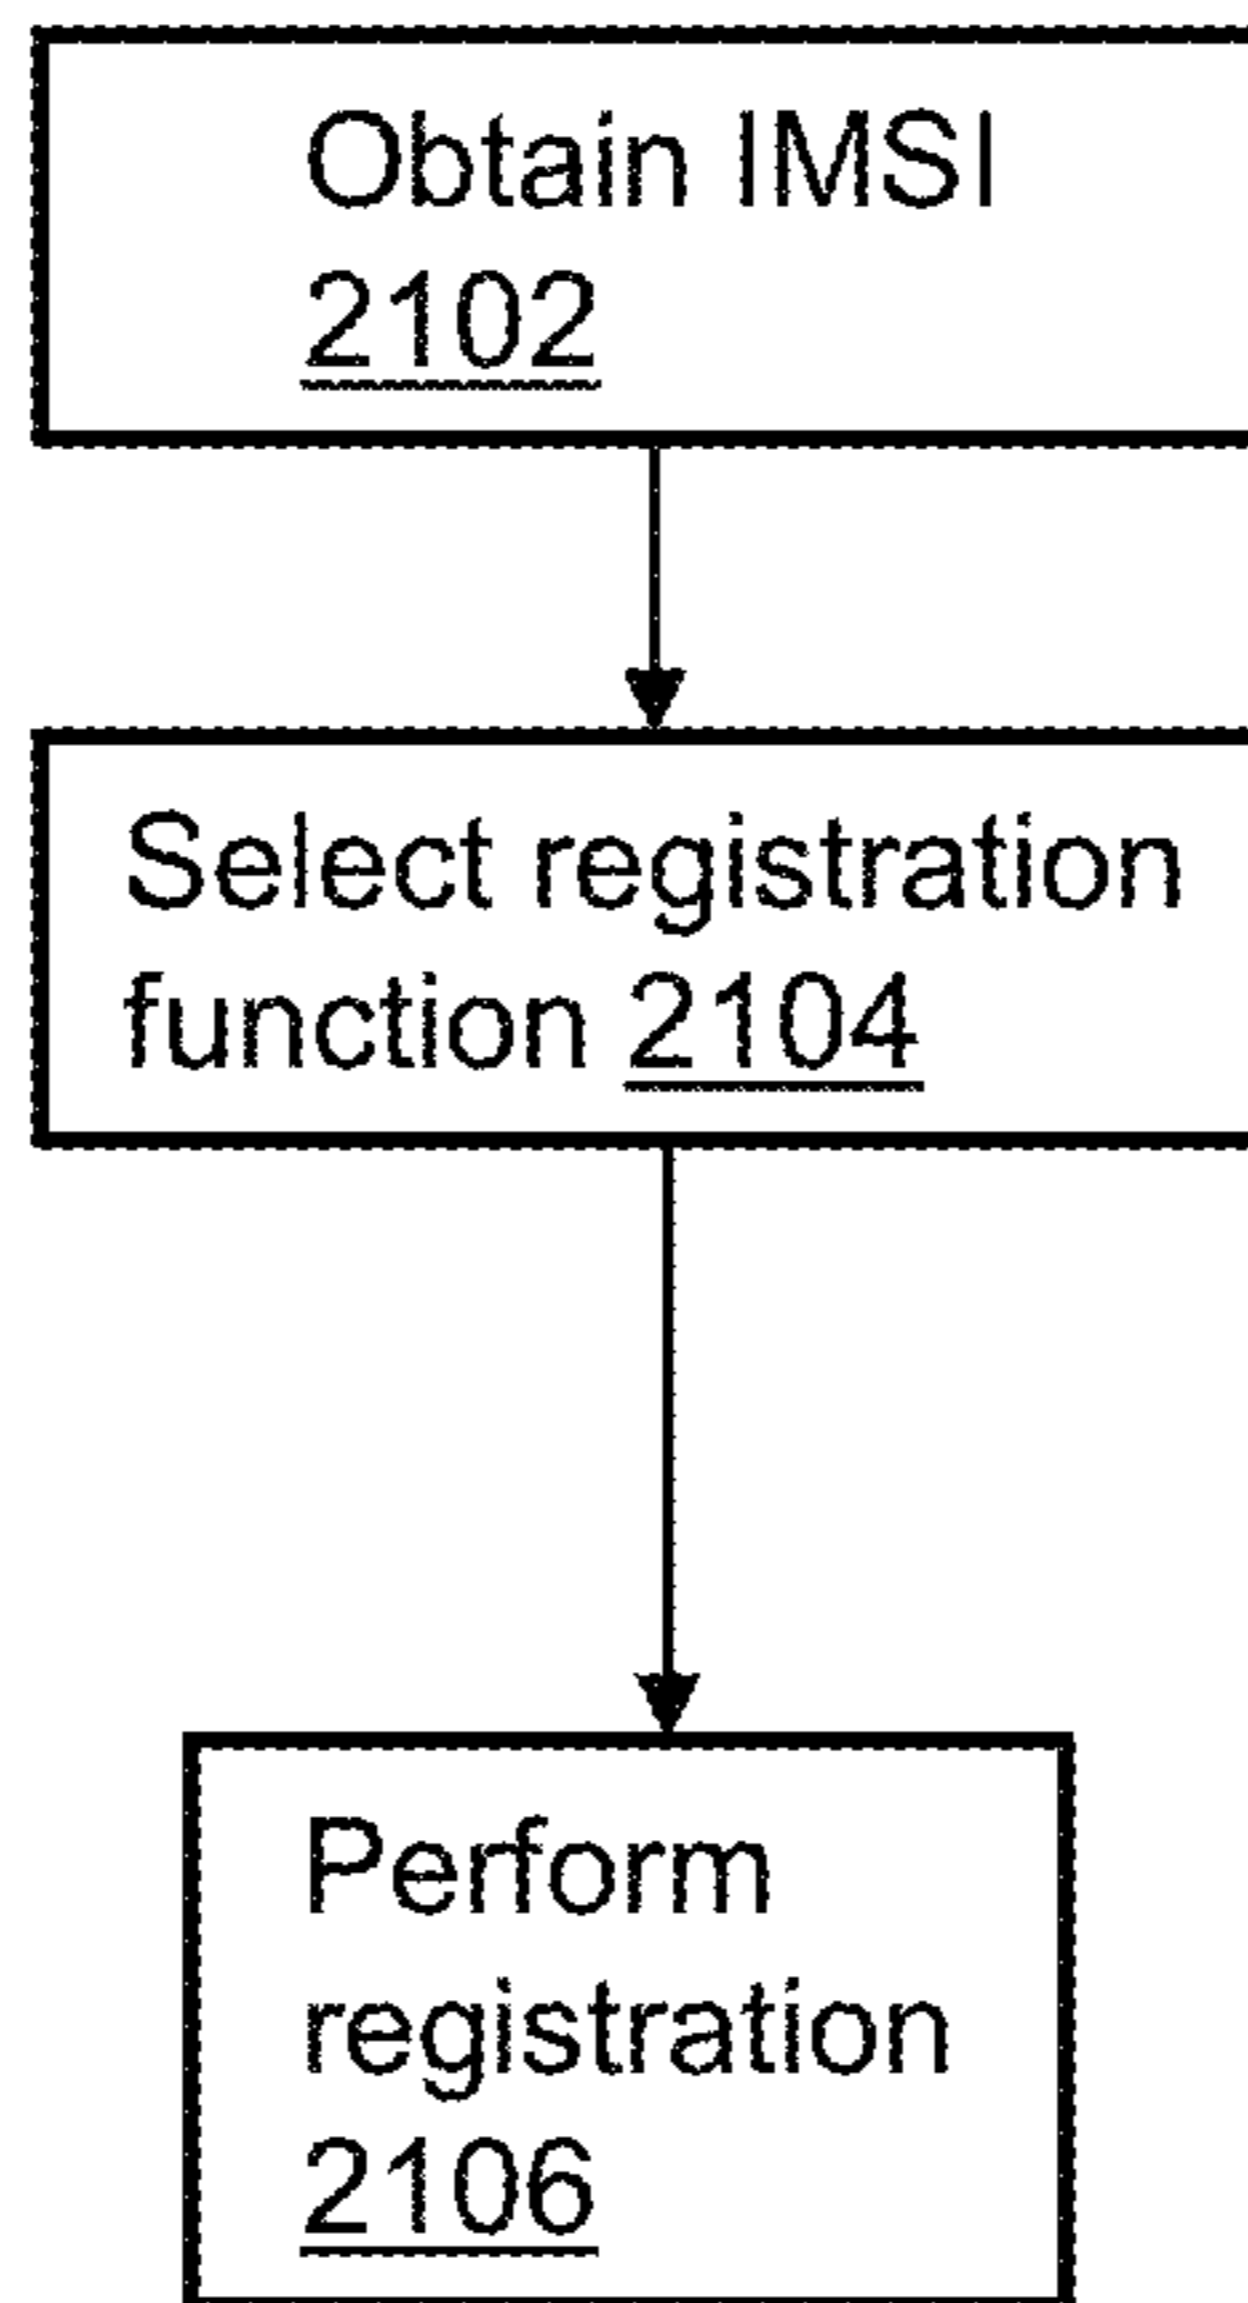 Obtain IMSI
2102
Select registration
function 2104
Perform
registration
2106